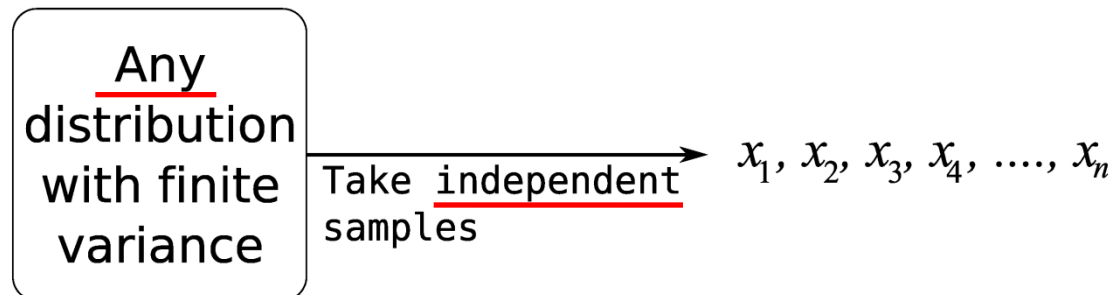 Any
distribution
with finite
variance
Take independent
samples
x₁, x₂, x₃, x₄, ...., xₙ